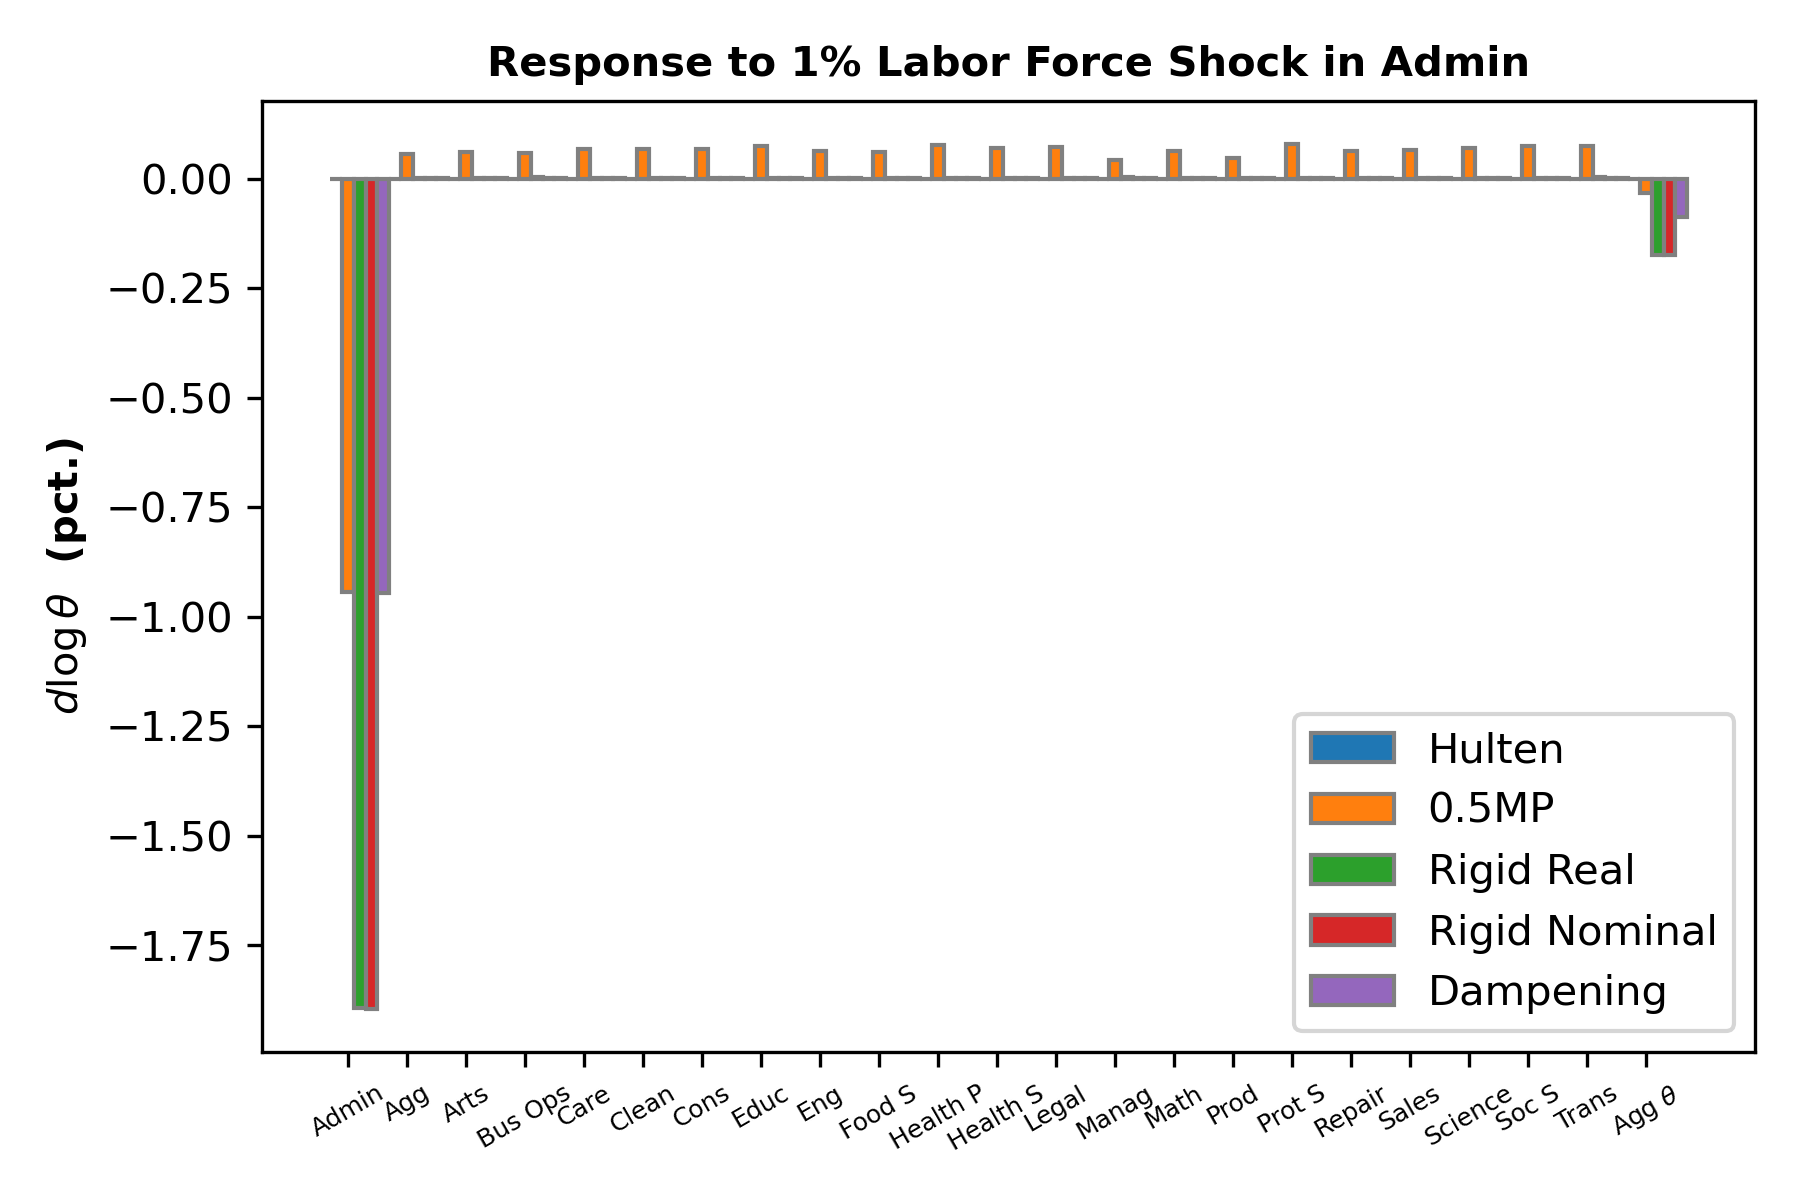 Response to 1% Labor Force Shock in Admin
d log θ (pct.)
0.00
−0.25
−0.50
−0.75
−1.00
−1.25
−1.50
−1.75
Hulten
0.5MP
Rigid Real
Rigid Nominal
Dampening
Admin
Agg
Arts
Bus Ops
Care
Clean
Cons
Educ
Eng
Food S
Health P
Health S
Legal
Manag
Math
Prod
Prot S
Repair
Sales
Science
Soc S
Trans
Agg θ